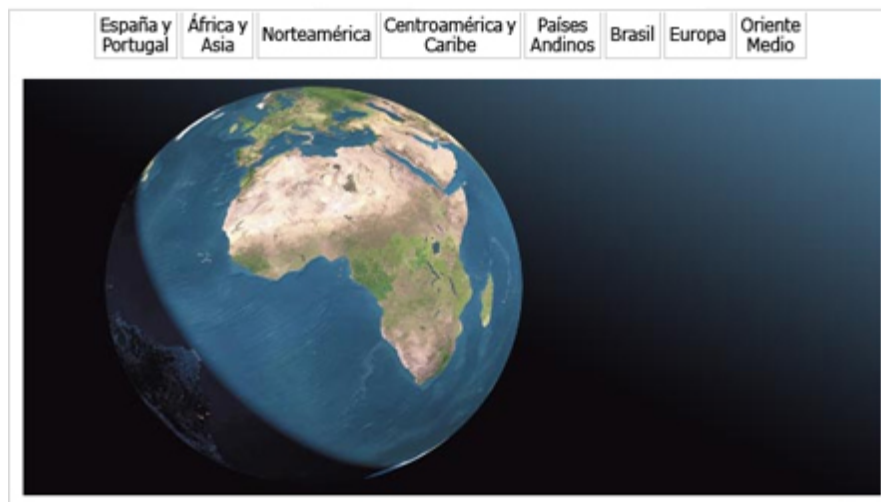 España y
Portugal
África y
Asia
Norteamérica
Centroamérica y
Caribe
Países
Andinos
Brasil
Europa
Oriente
Medio